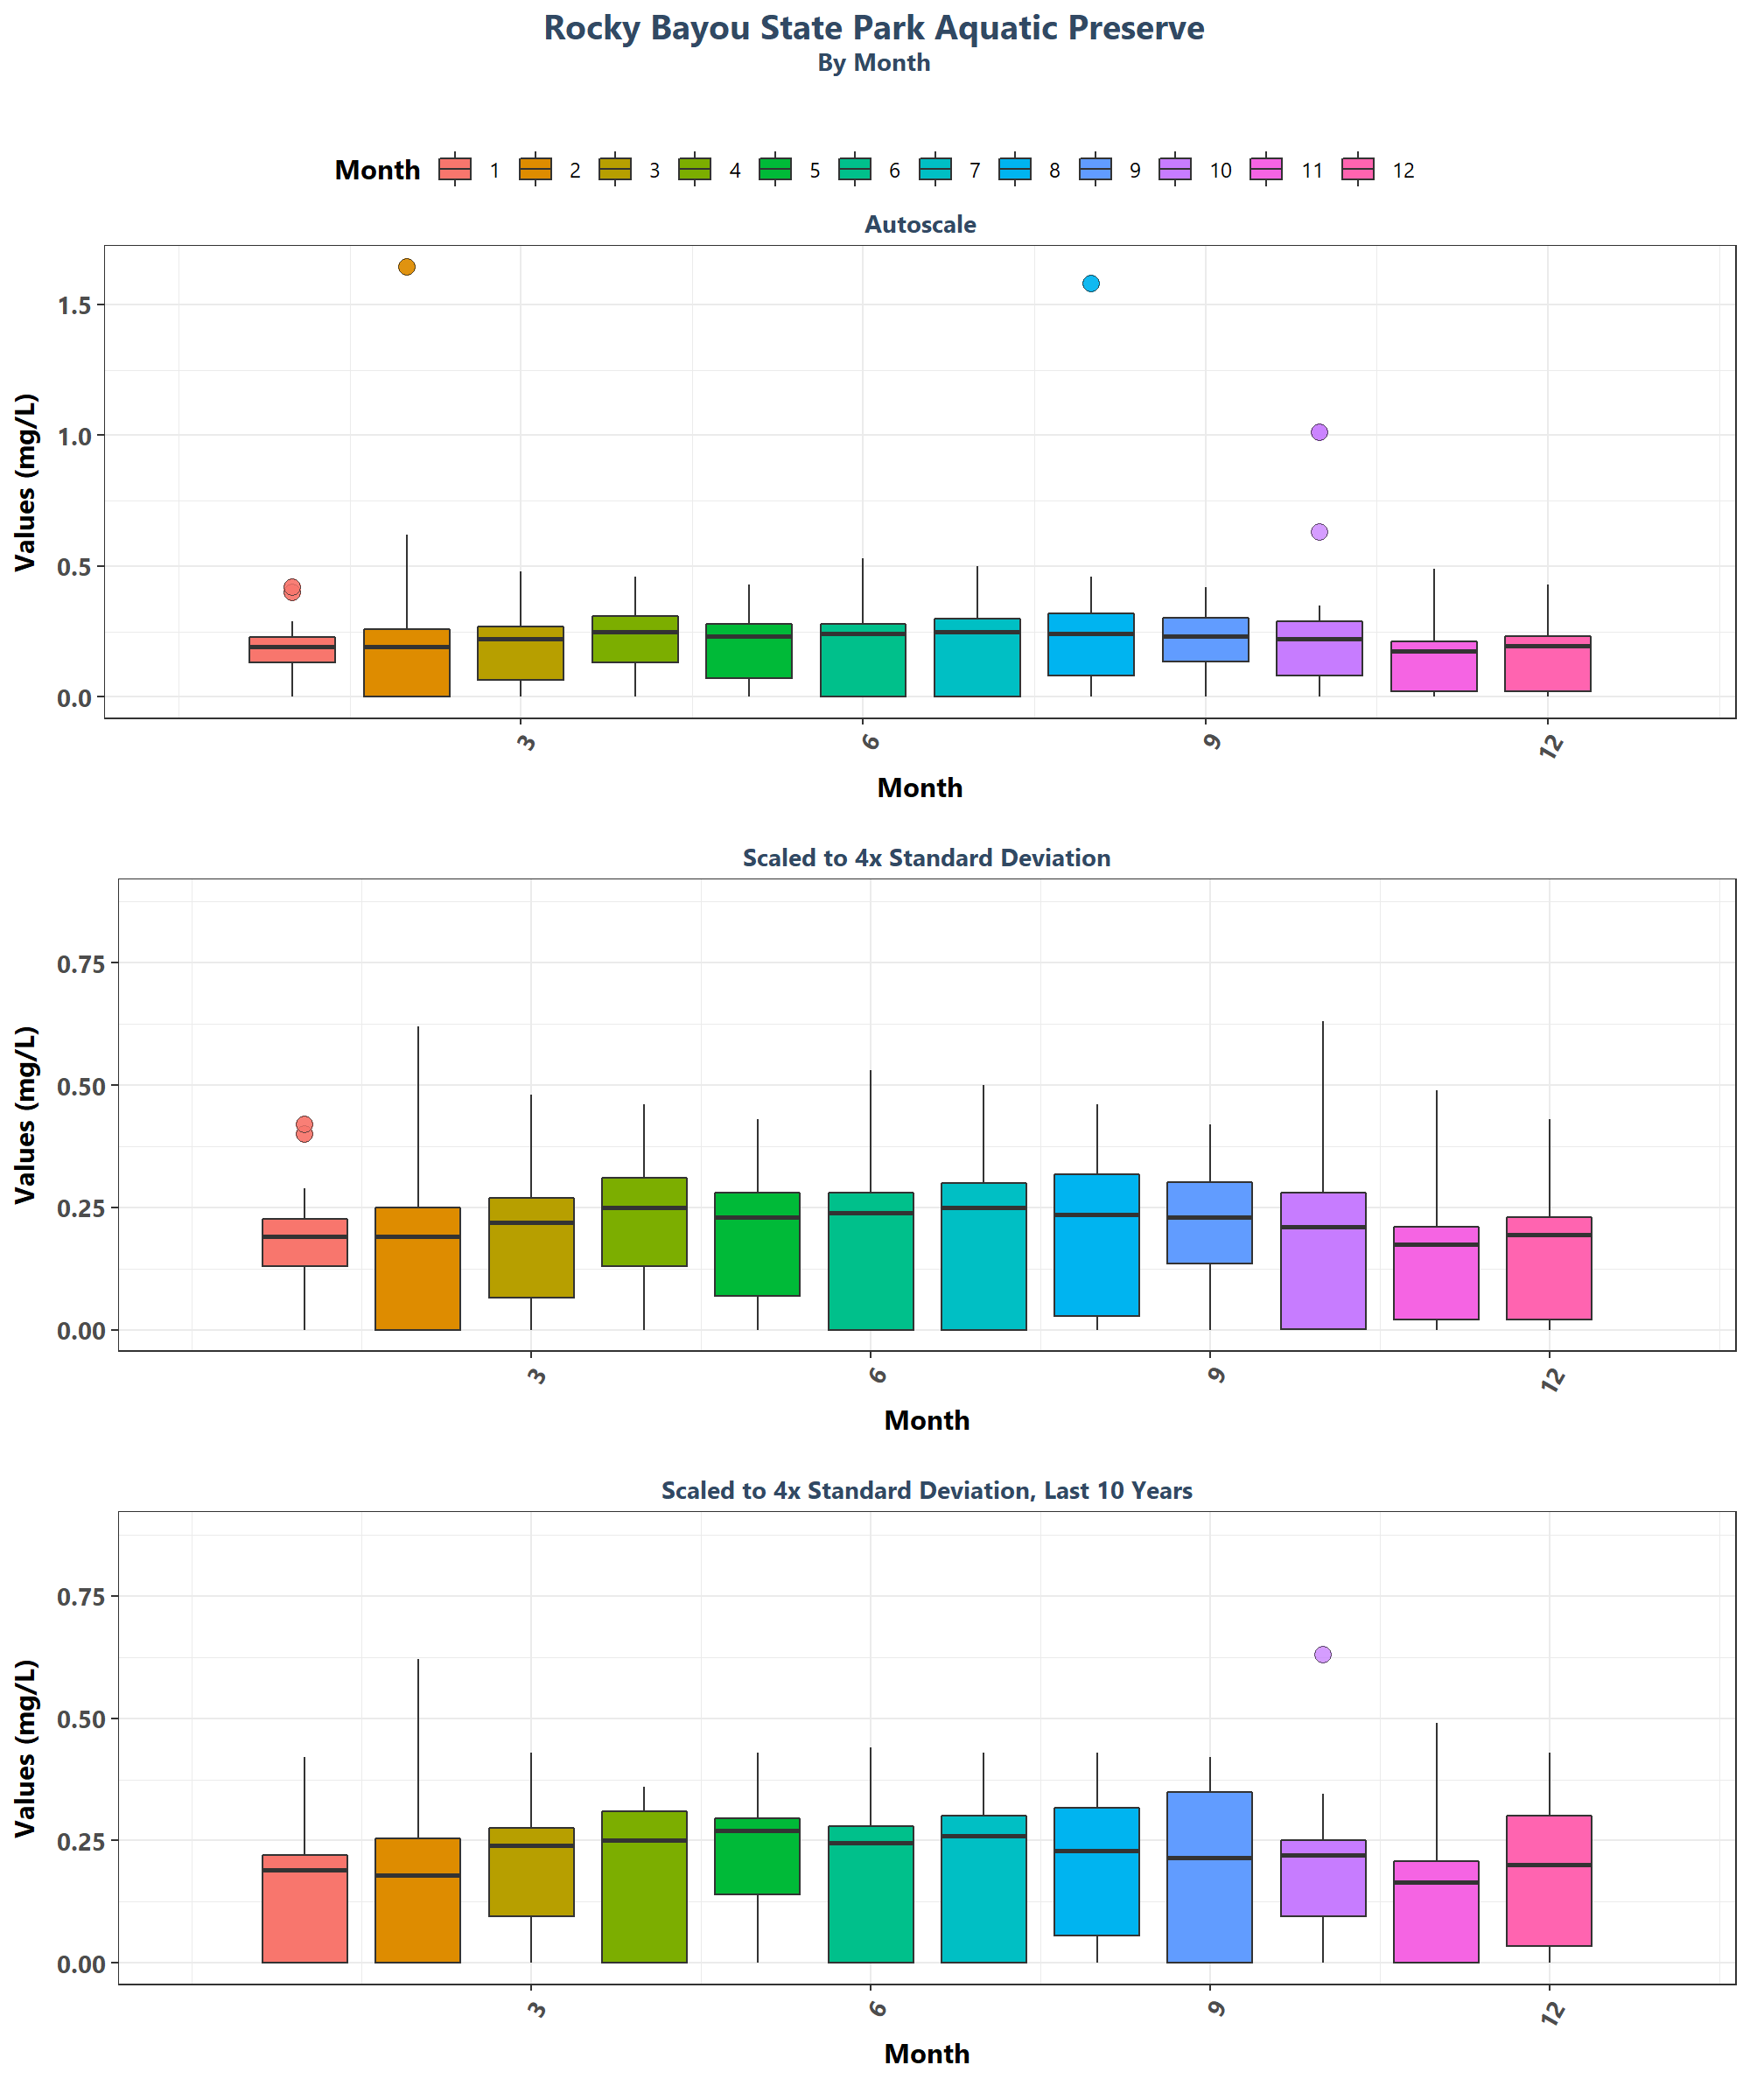 Rocky Bayou State Park Aquatic Preserve
By Month
Month 1 2 3 4 5 6 7 8 9 10 11 12
Autoscale
Values (mg/L)
1.5
1.0
0.5
0.0
3 6 9 12
Month
Scaled to 4x Standard Deviation
Values (mg/L)
0.75
0.50
0.25
0.00
3 6 9 12
Month
Scaled to 4x Standard Deviation, Last 10 Years
Values (mg/L)
0.75
0.50
0.25
0.00
3 6 9 12
Month